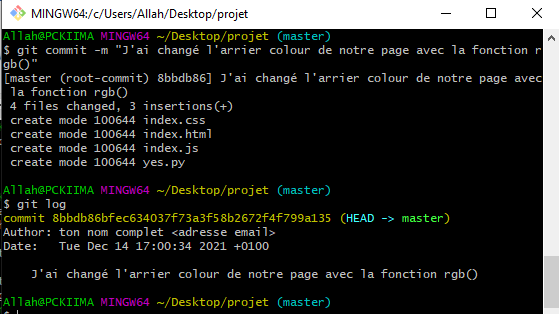 MINGW64:/c/Users/Allah/Desktop/projet
Allah@PCKIIMA MINGW64 ~/Desktop/projet (master)
$ git commit -m "J'ai changé l'arrier colour de notre page avec la fonction r
gb()"
[master (root-commit) 8bbdb86] J'ai changé l'arrier colour de notre page avec
 la fonction rgb()
 4 files changed, 3 insertions(+)
 create mode 100644 index.css
 create mode 100644 index.html
 create mode 100644 index.js
 create mode 100644 yes.py
Allah@PCKIIMA MINGW64 ~/Desktop/projet (master)
$ git log
commit 8bbdb86bfec634037f73a3f58b2672f4f799a135 (HEAD -> master)
Author: ton nom complet <adresse email>
Date:   Tue Dec 14 17:00:34 2021 +0100
    J'ai changé l'arrier colour de notre page avec la fonction rgb()
Allah@PCKIIMA MINGW64 ~/Desktop/projet (master)
$